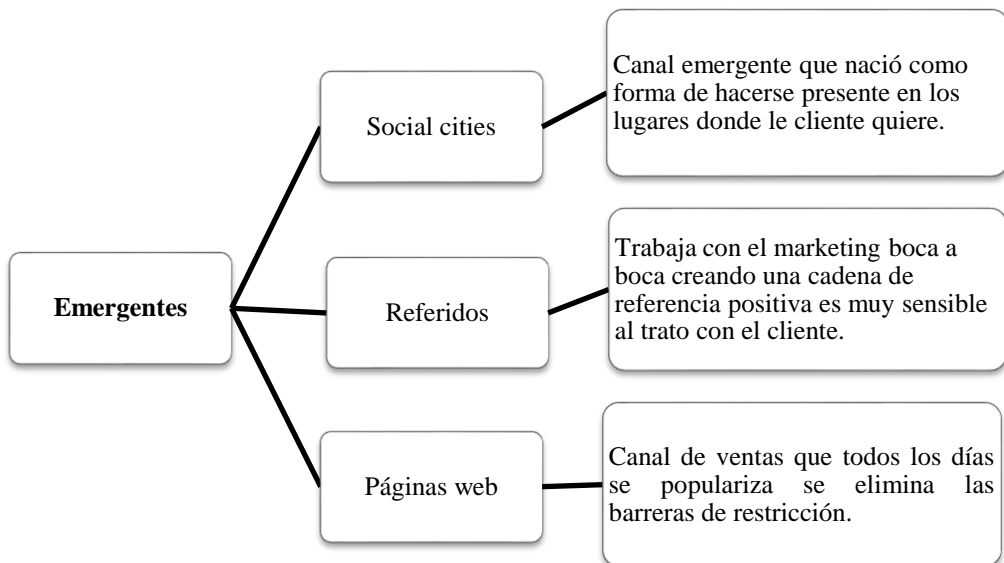 Emergentes
Social cities
Canal emergente que nació como
forma de hacerse presente en los
lugares donde le cliente quiere.
Referidos
Trabaja con el marketing boca a
boca creando una cadena de
referencia positiva es muy sensible
al trato con el cliente.
Páginas web
Canal de ventas que todos los días
se populariza se elimina las
barreras de restricción.